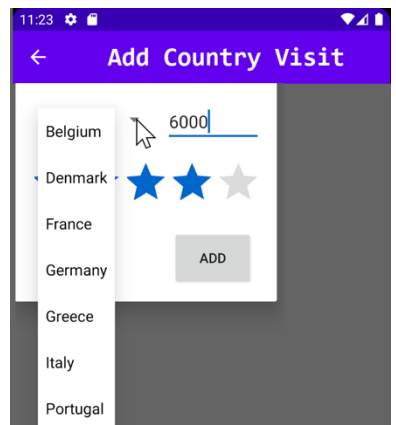 11:23
Add Country Visit
6000
Belgium
Denmark
France
Germany
ADD
Greece
Italy
Portugal